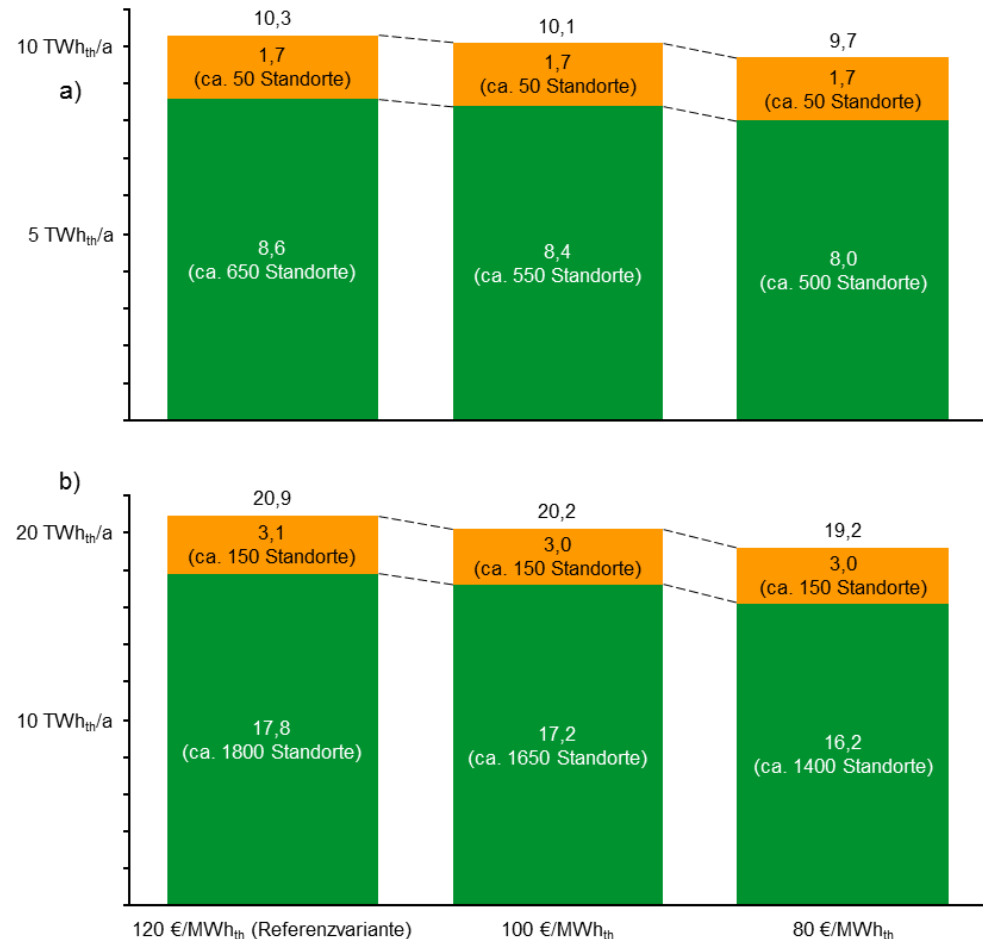 10,3
10,1
9,7
10 TWhth/a
a)
1,7
(ca. 50 Standorte)
1,7
(ca. 50 Standorte)
1,7
(ca. 50 Standorte)
5 TWhth/a
8,6
(ca. 650 Standorte)
8,4
(ca. 550 Standorte)
8,0
(ca. 500 Standorte)
b)
20,9
20,2
19,2
20 TWhth/a
3,1
(ca. 150 Standorte)
3,0
(ca. 150 Standorte)
3,0
(ca. 150 Standorte)
10 TWhth/a
17,8
(ca. 1800 Standorte)
17,2
(ca. 1650 Standorte)
16,2
(ca. 1400 Standorte)
120 €/MWhth (Referenzvariante)
100 €/MWhth
80 €/MWhth